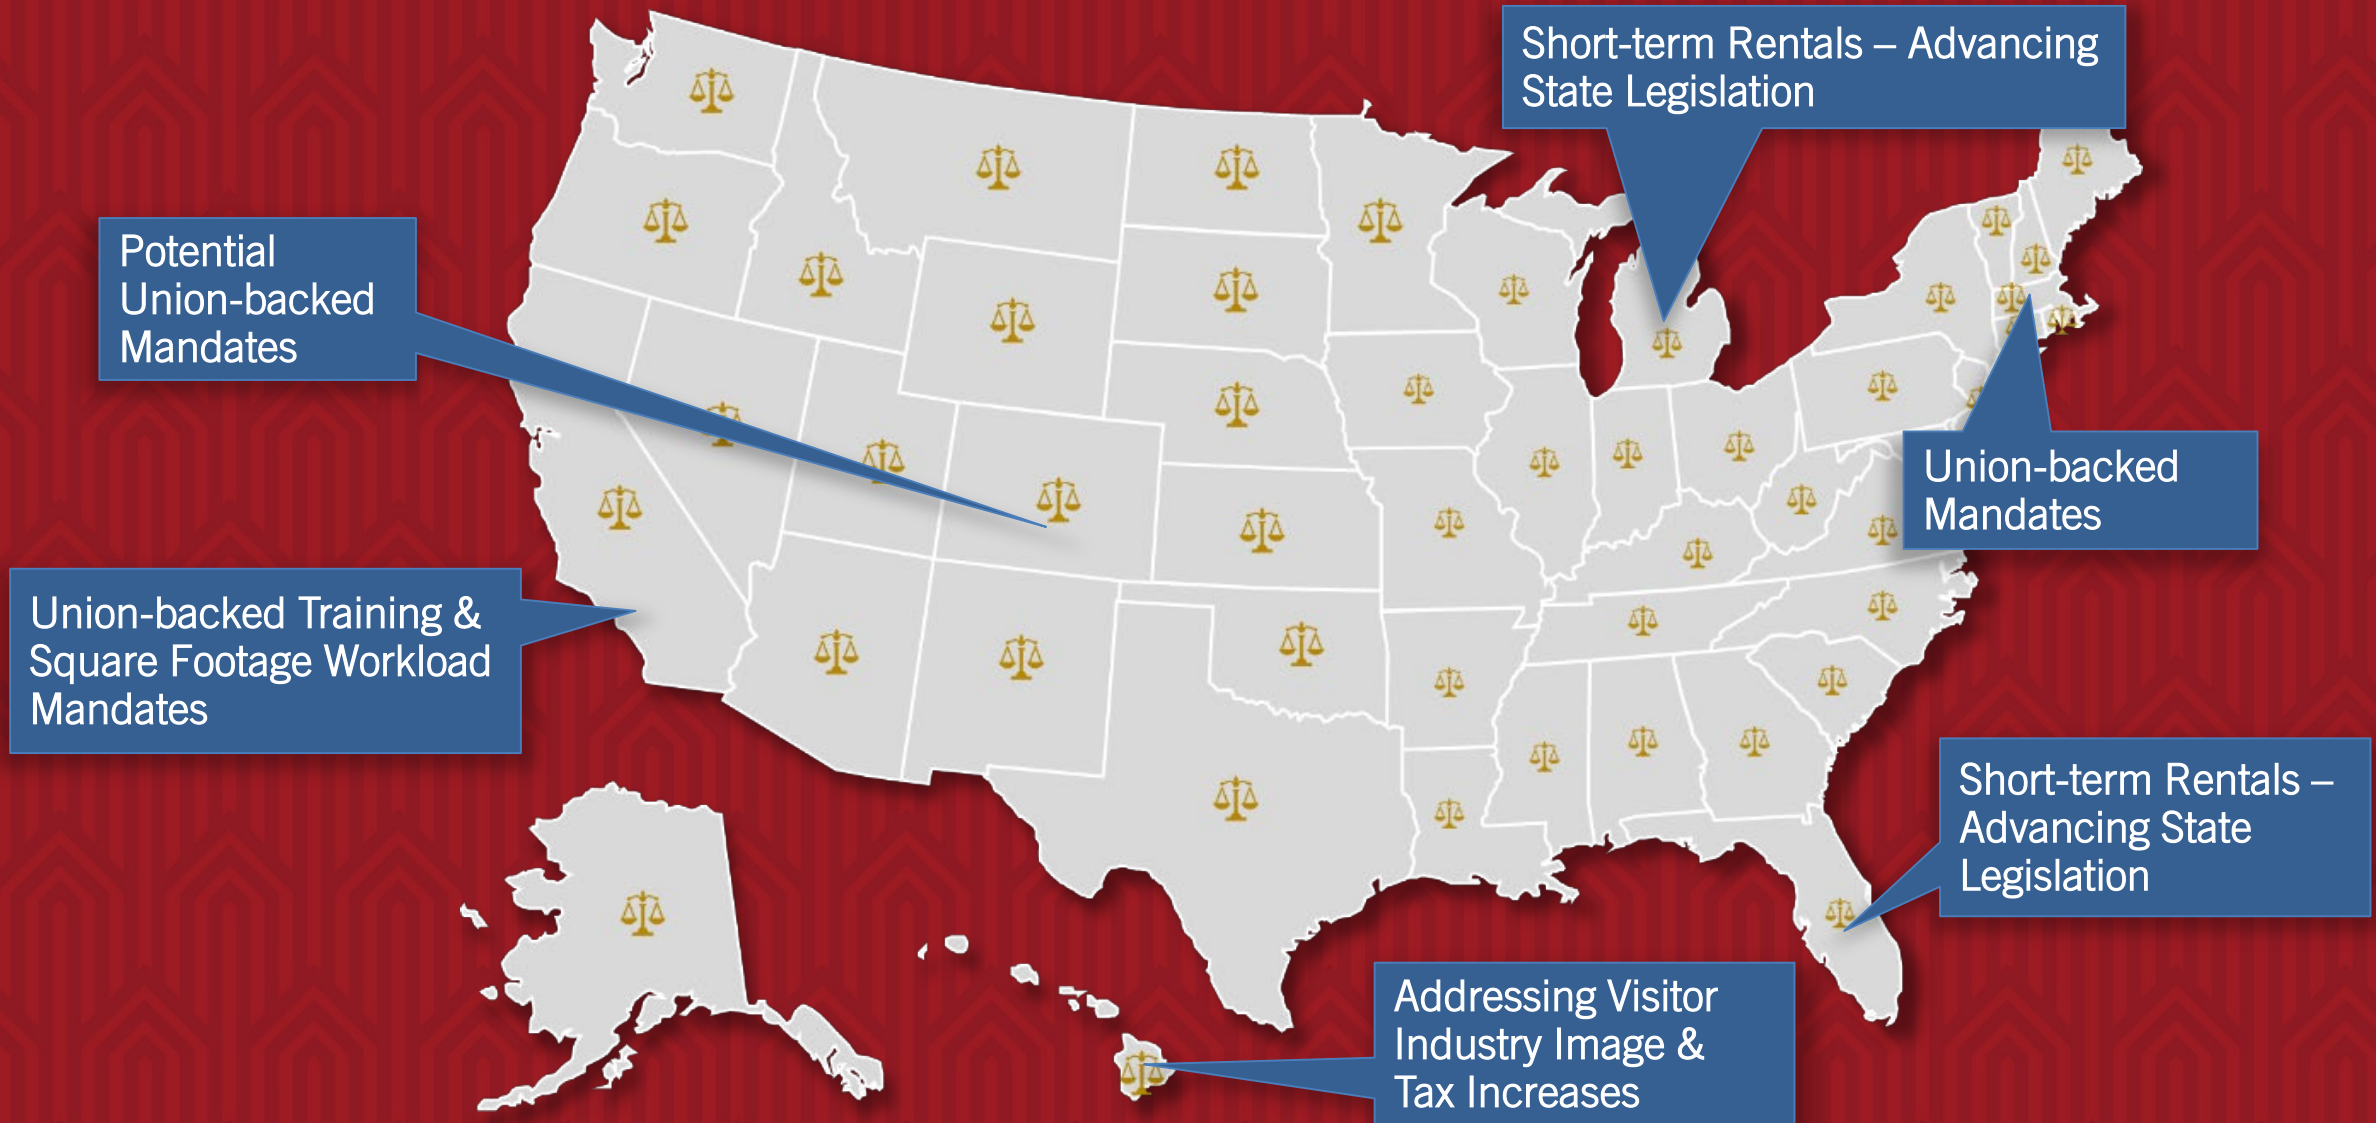 Short-term Rentals – Advancing
State Legislation
Potential
Union-backed
Mandates
Union-backed
Mandates
Union-backed Training &
Square Footage Workload
Mandates
Short-term Rentals –
Advancing State
Legislation
Addressing Visitor
Industry Image &
Tax Increases